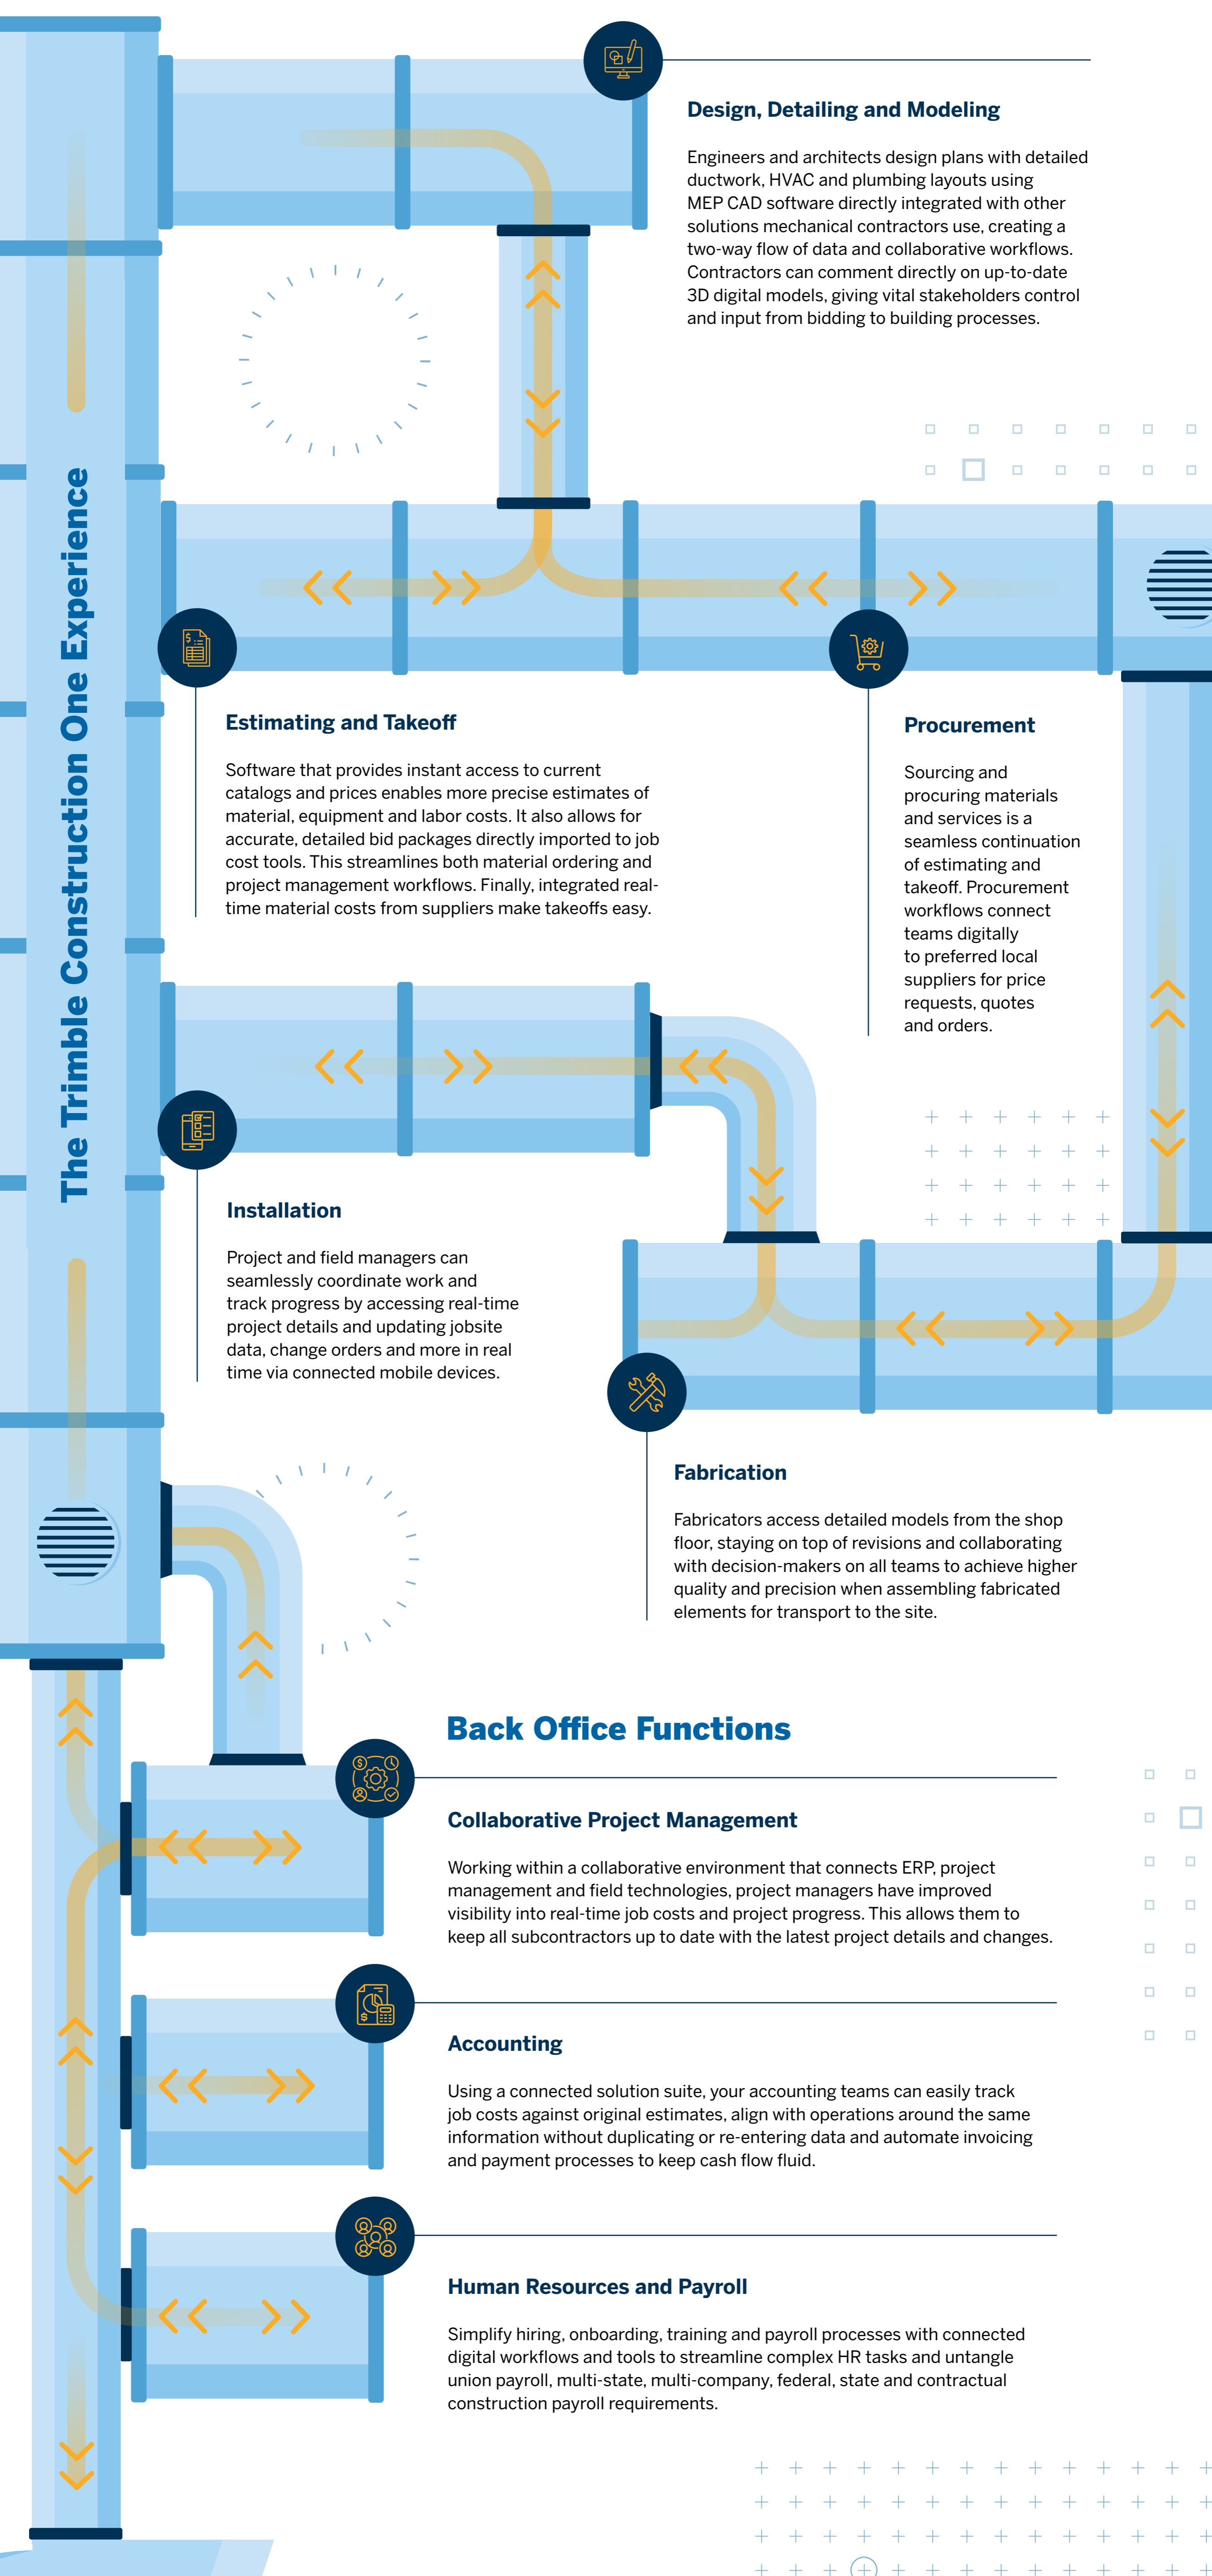 Design, Detailing and Modeling
Engineers and architects design plans with detailed
ductwork, HVAC and plumbing layouts using
MEP CAD software directly integrated with other
solutions mechanical contractors use, creating a
two-way flow of data and collaborative workflows.
Contractors can comment directly on up-to-date
3D digital models, giving vital stakeholders control
and input from bidding to building processes.
The Trimble Construction One Experience
Estimating and Takeoff
Software that provides instant access to current
catalogs and prices enables more precise estimates of
material, equipment and labor costs. It also allows for
accurate, detailed bid packages directly imported to job
cost tools. This streamlines both material ordering and
project management workflows. Finally, integrated real-
time material costs from suppliers make takeoffs easy.
Procurement
Sourcing and
procuring materials
and services is a
seamless continuation
of estimating and
takeoff. Procurement
workflows connect
teams digitally
to preferred local
suppliers for price
requests, quotes
and orders.
Installation
Project and field managers can
seamlessly coordinate work and
track progress by accessing real-time
project details and updating jobsite
data, change orders and more in real
time via connected mobile devices.
Fabrication
Fabricators access detailed models from the shop
floor, staying on top of revisions and collaborating
with decision-makers on all teams to achieve higher
quality and precision when assembling fabricated
elements for transport to the site.
Back Office Functions
Collaborative Project Management
Working within a collaborative environment that connects ERP, project
management and field technologies, project managers have improved
visibility into real-time job costs and project progress. This allows them to
keep all subcontractors up to date with the latest project details and changes.
Accounting
Using a connected solution suite, your accounting teams can easily track
job costs against original estimates, align with operations around the same
information without duplicating or re-entering data and automate invoicing
and payment processes to keep cash flow fluid.
Human Resources and Payroll
Simplify hiring, onboarding, training and payroll processes with connected
digital workflows and tools to streamline complex HR tasks and untangle
union payroll, multi-state, multi-company, federal, state and contractual
construction payroll requirements.